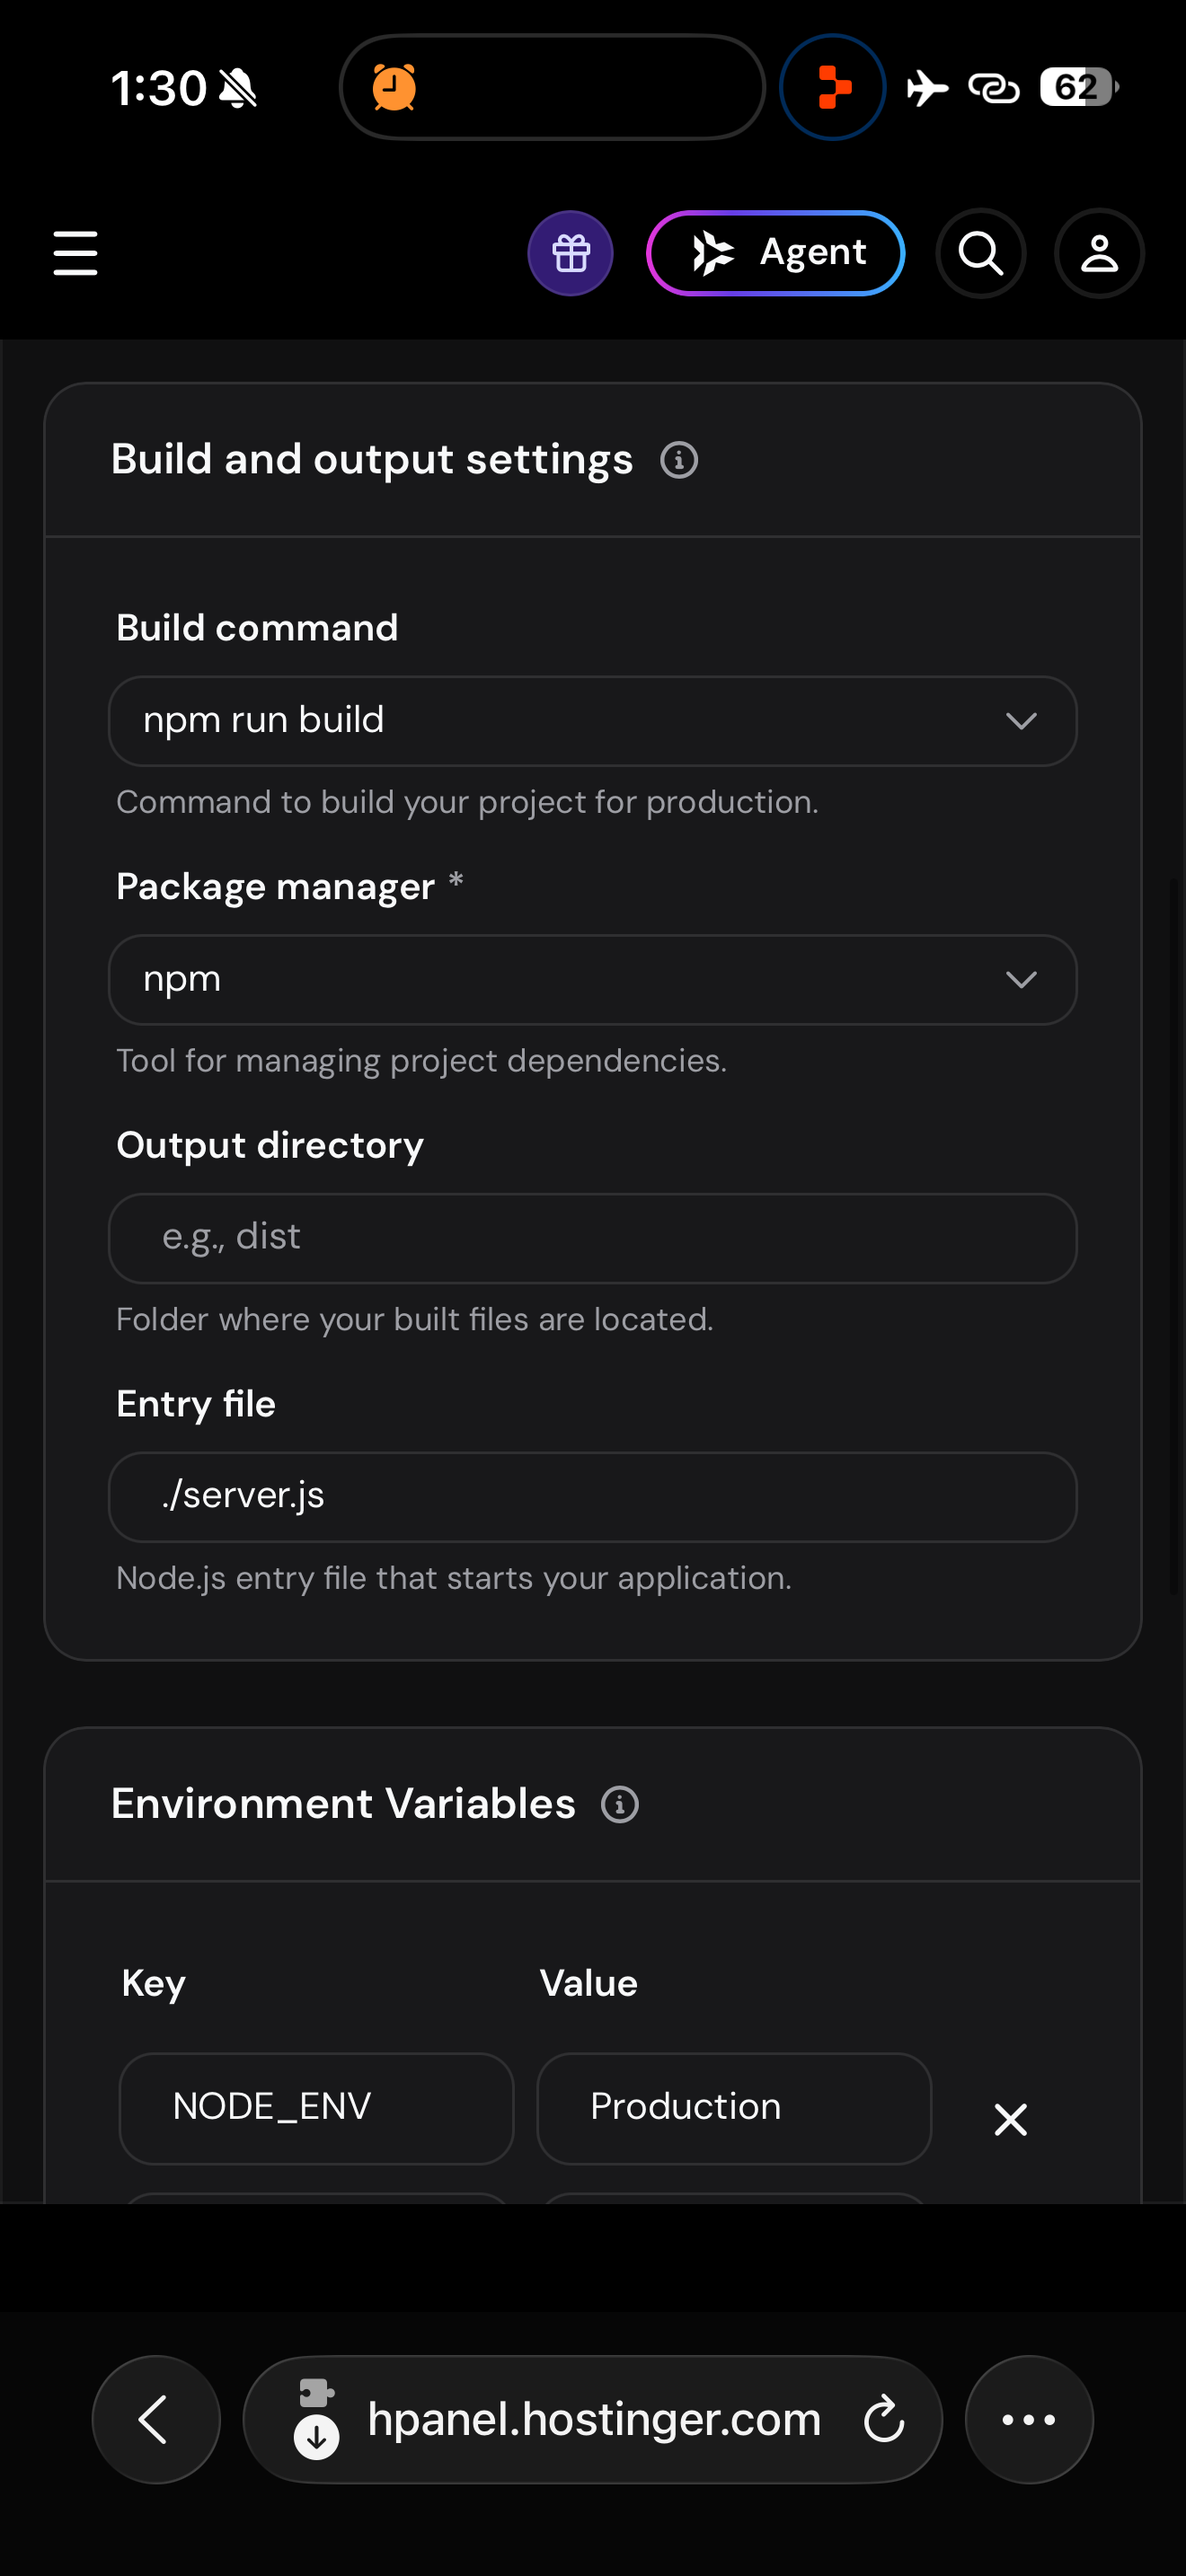 1:30
62
Agent
Build and output settings
Build command
npm run build
Command to build your project for production.
Package manager *
npm
Tool for managing project dependencies.
Output directory
e.g., dist
Folder where your built files are located.
Entry file
./server.js
Node.js entry file that starts your application.
Environment Variables
Key Value
NODE_ENV Production
hpanel.hostinger.com